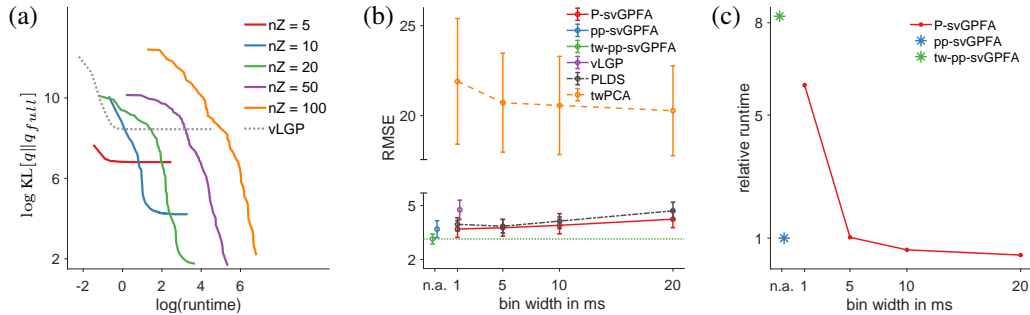 (a)
nZ = 5
nZ = 10
nZ = 20
nZ = 50
nZ = 100
vLGP
log KL[q||q_full]
10
6
2
-2 0 2 4 6
log(runtime)
(b)
P-svGPFA
pp-svGPFA
tw-pp-svGPFA
vLGP
PLDS
twPCA
RMSE
25
20
5
2
n.a. 1 5 10 20
bin width in ms
(c)
P-svGPFA
pp-svGPFA
tw-pp-svGPFA
relative runtime
8
5
1
n.a. 1 5 10 20
bin width in ms